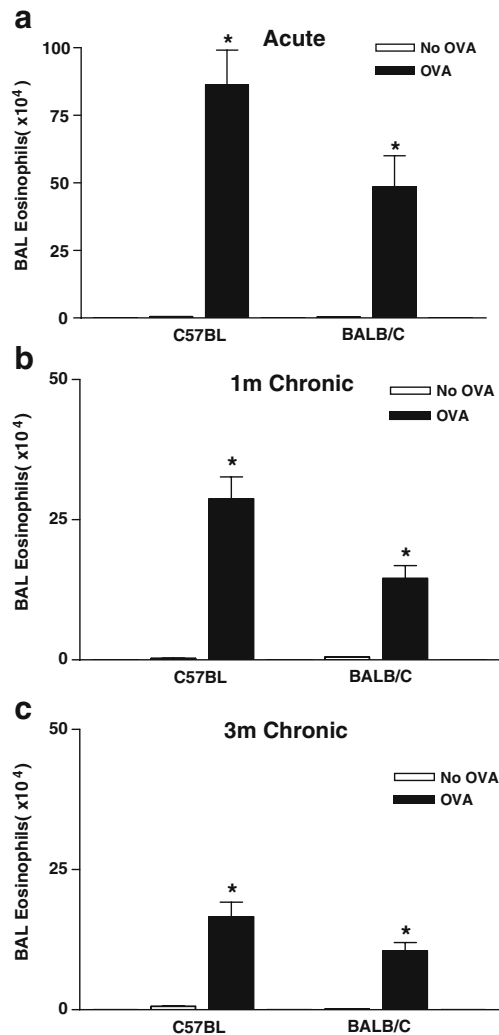 a
Acute
No OVA
OVA
*
*
BAL Eosinophils( x10⁴)
100
75
50
25
0
C57BL
BALB/C
b
1m Chronic
No OVA
OVA
*
*
BAL Eosinophils( x10⁴)
50
25
0
C57BL
BALB/C
c
3m Chronic
No OVA
OVA
*
*
BAL Eosinophils( x10⁴)
50
25
0
C57BL
BALB/C